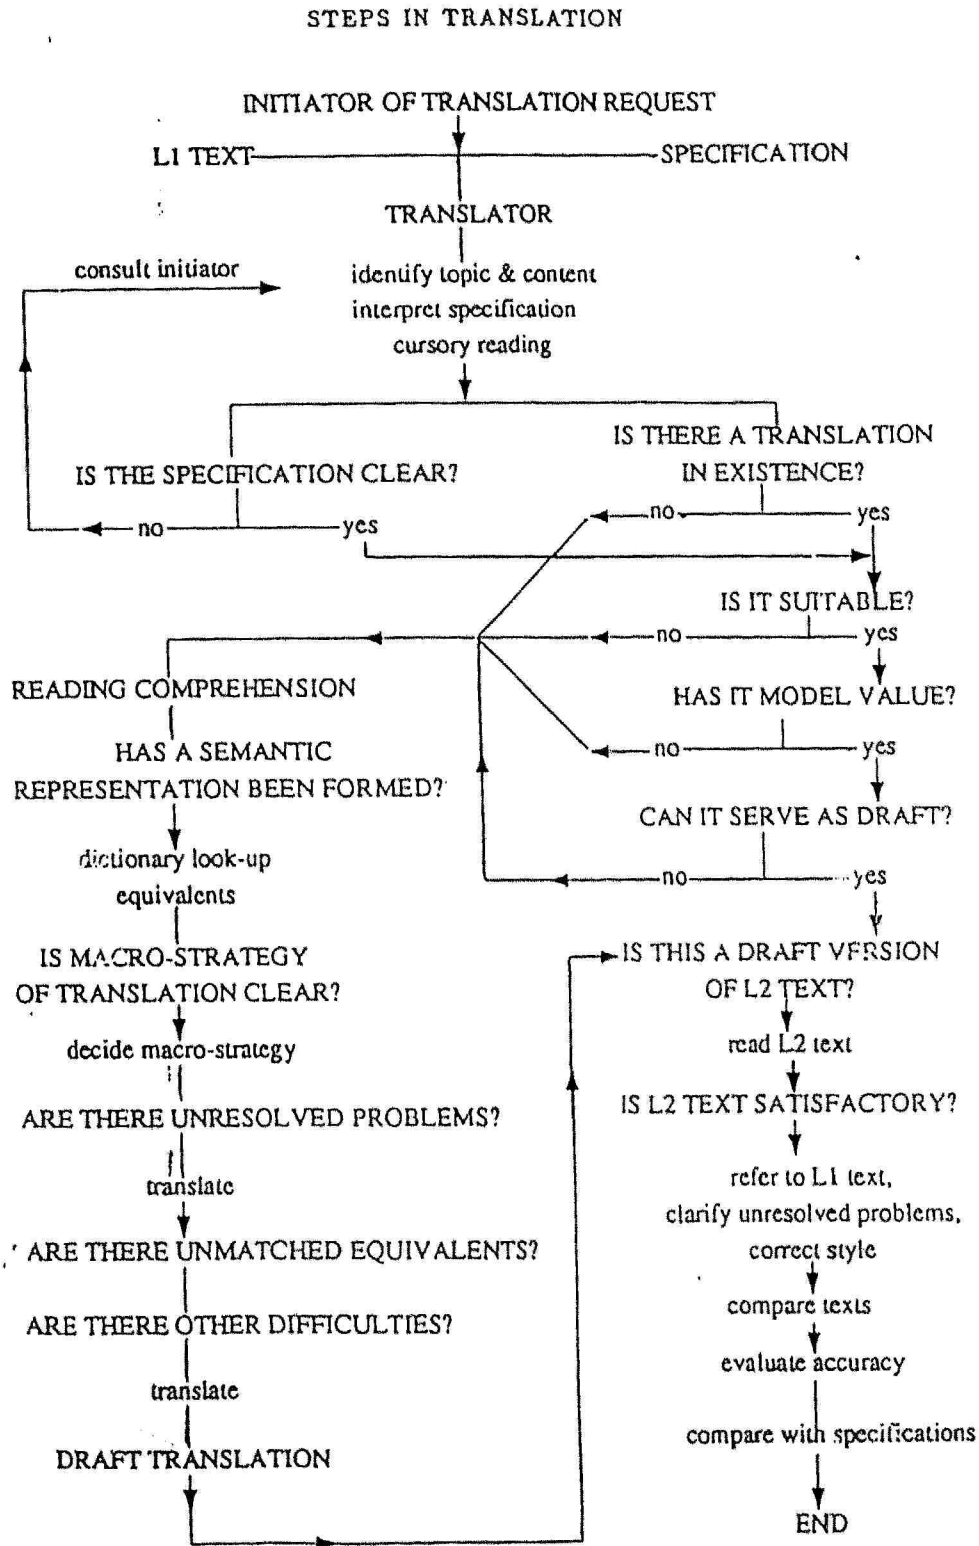 STEPS IN TRANSLATION
INITIATOR OF TRANSLATION REQUEST
L1 TEXT
SPECIFICATION
TRANSLATOR
consult initiator
identify topic & content
interpret specification
cursory reading
IS THE SPECIFICATION CLEAR?
no
yes
IS THERE A TRANSLATION
IN EXISTENCE?
no
yes
IS IT SUITABLE?
no
yes
HAS IT MODEL VALUE?
no
yes
CAN IT SERVE AS DRAFT?
no
yes
READING COMPREHENSION
HAS A SEMANTIC
REPRESENTATION BEEN FORMED?
dictionary look-up
equivalents
IS MACRO-STRATEGY
OF TRANSLATION CLEAR?
decide macro-strategy
ARE THERE UNRESOLVED PROBLEMS?
translate
ARE THERE UNMATCHED EQUIVALENTS?
ARE THERE OTHER DIFFICULTIES?
translate
DRAFT TRANSLATION
IS THIS A DRAFT VERSION
OF L2 TEXT?
read L2 text
IS L2 TEXT SATISFACTORY?
refer to L1 text,
clarify unresolved problems,
correct style
compare texts
evaluate accuracy
compare with specifications
END